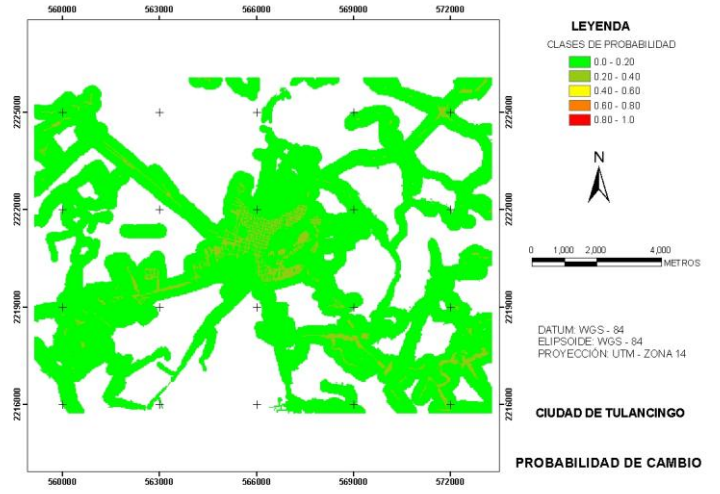 560000 563000 566000 569000 572000
2225000 2225000
2222000 2222000
2219000 2219000
2216000 2216000
560000 563000 566000 569000 572000
LEYENDA
CLASES DE PROBABILIDAD
0.0 - 0.20
0.20 - 0.40
0.40 - 0.60
0.60 - 0.80
0.80 - 1.0
N
0 1,000 2,000 4,000
METROS
DATUM: WGS - 84
ELIPSOIDE: WGS - 84
PROYECCIÓN: UTM - ZONA 14
CIUDAD DE TULANCINGO
PROBABILIDAD DE CAMBIO